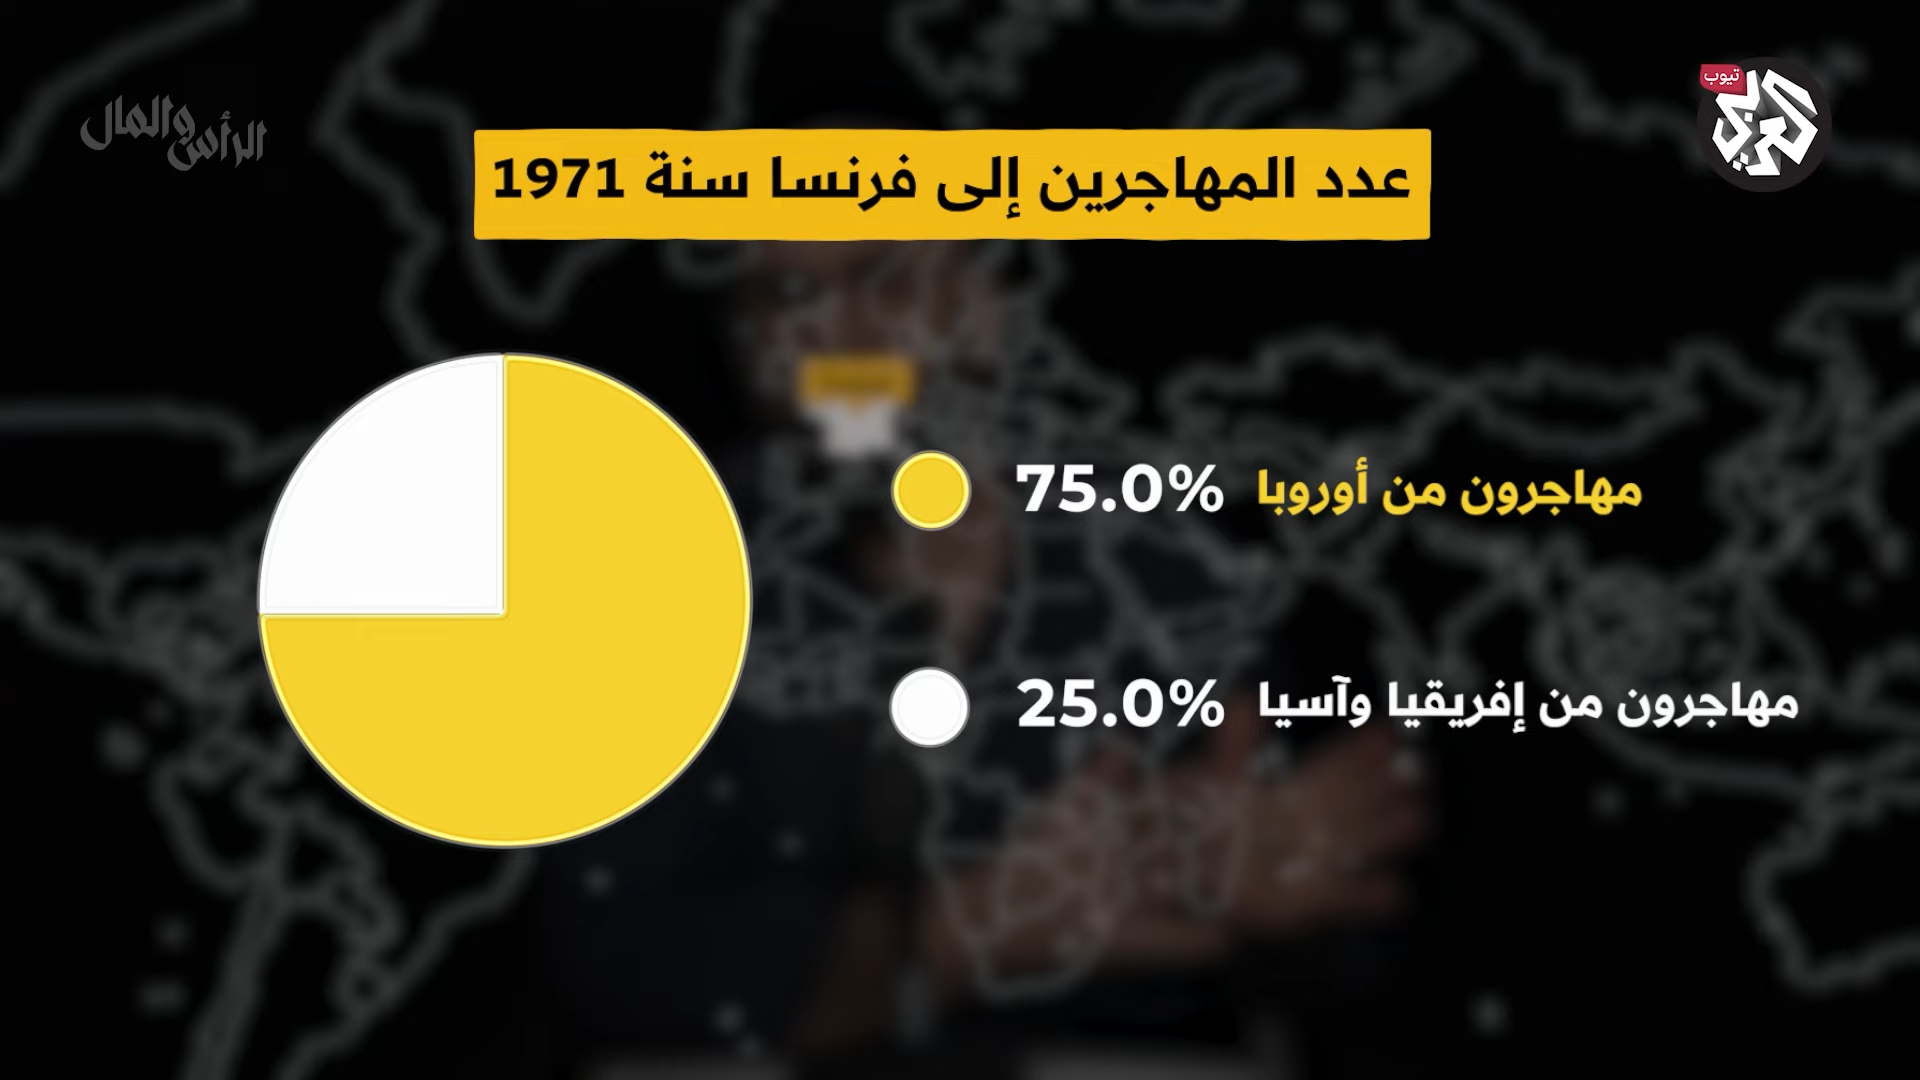 تيوب
العربي
الرأس والمال
عدد المهاجرين إلى فرنسا سنة 1971
مهاجرون من أوروبا 75.0%
مهاجرون من إفريقيا وآسيا 25.0%